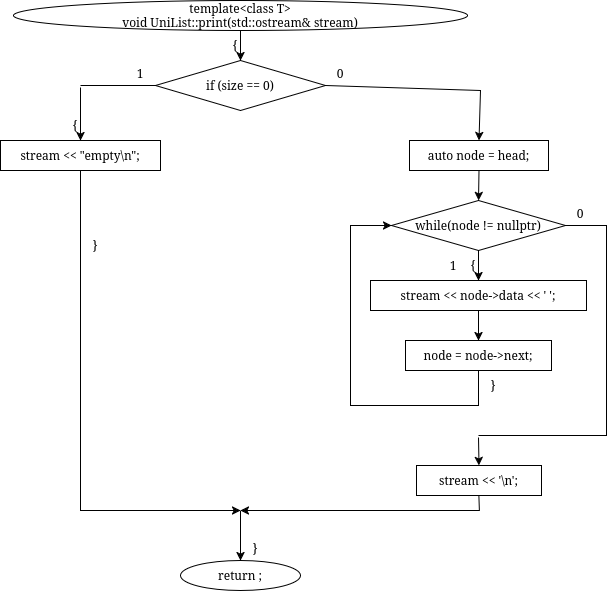 template<class T>
void UniList::print(std::ostream& stream)
{
1
0
if (size == 0)
{
stream << "empty\n";
auto node = head;
0
while(node != nullptr)
}
1
{
stream << node->data << ' ';
node = node->next;
}
stream << '\n';
}
return ;